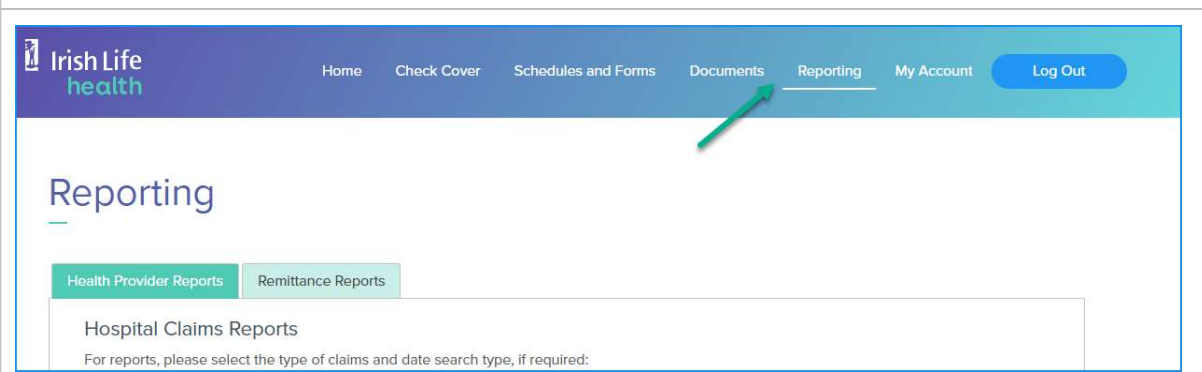 Irish Life
health
Home Check Cover Schedules and Forms Documents Reporting My Account Log Out
Reporting
Health Provider Reports Remittance Reports
Hospital Claims Reports
For reports, please select the type of claims and date search type, if required: